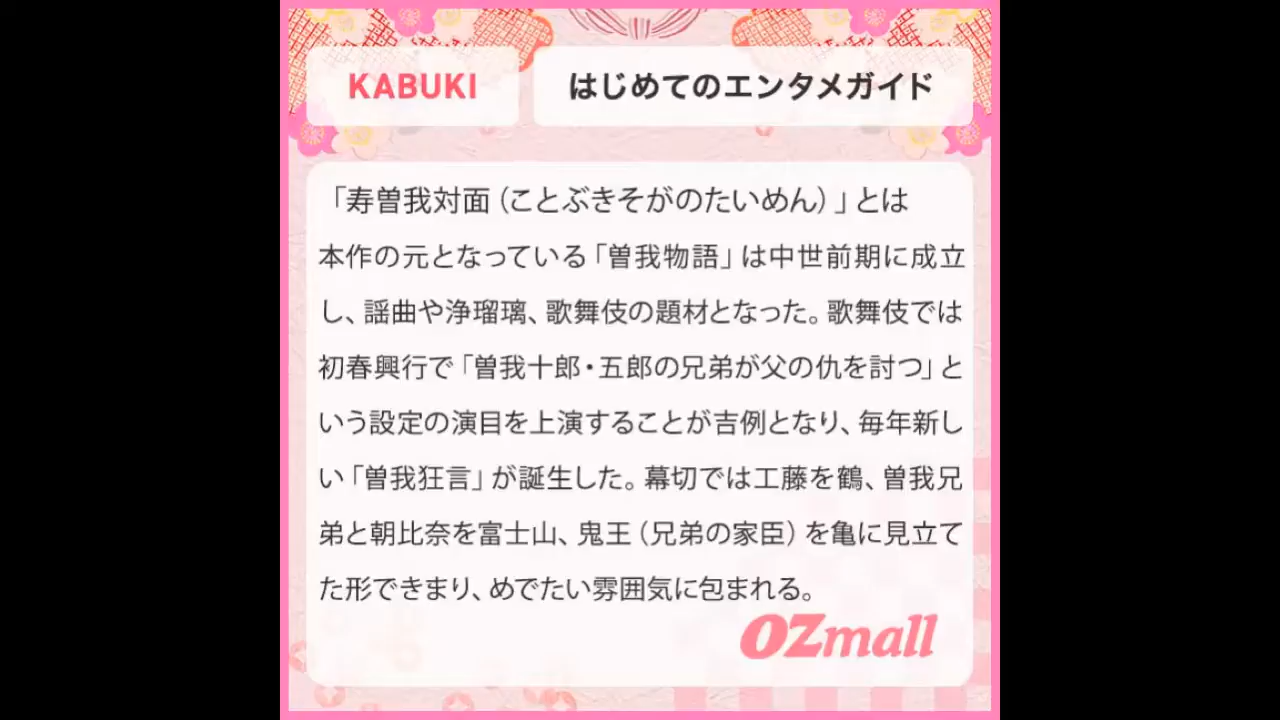 KABUKI
はじめてのエンタメガイド
「寿曽我対面(ことぶきそがのたいめん)」とは
本作の元となっている「曽我物語」は中世前期に成立
し、謡曲や浄瑠璃、歌舞伎の題材となった。歌舞伎では
初春興行で「曽我十郎・五郎の兄弟が父の仇を討つ」と
いう設定の演目を上演することが吉例となり、毎年新し
い「曽我狂言」が誕生した。幕切では工藤を鶴、曽我兄
弟と朝比奈を富士山、鬼王(兄弟の家臣)を亀に見立て
た形できまり、めでたい雰囲気に包まれる。
OZmall